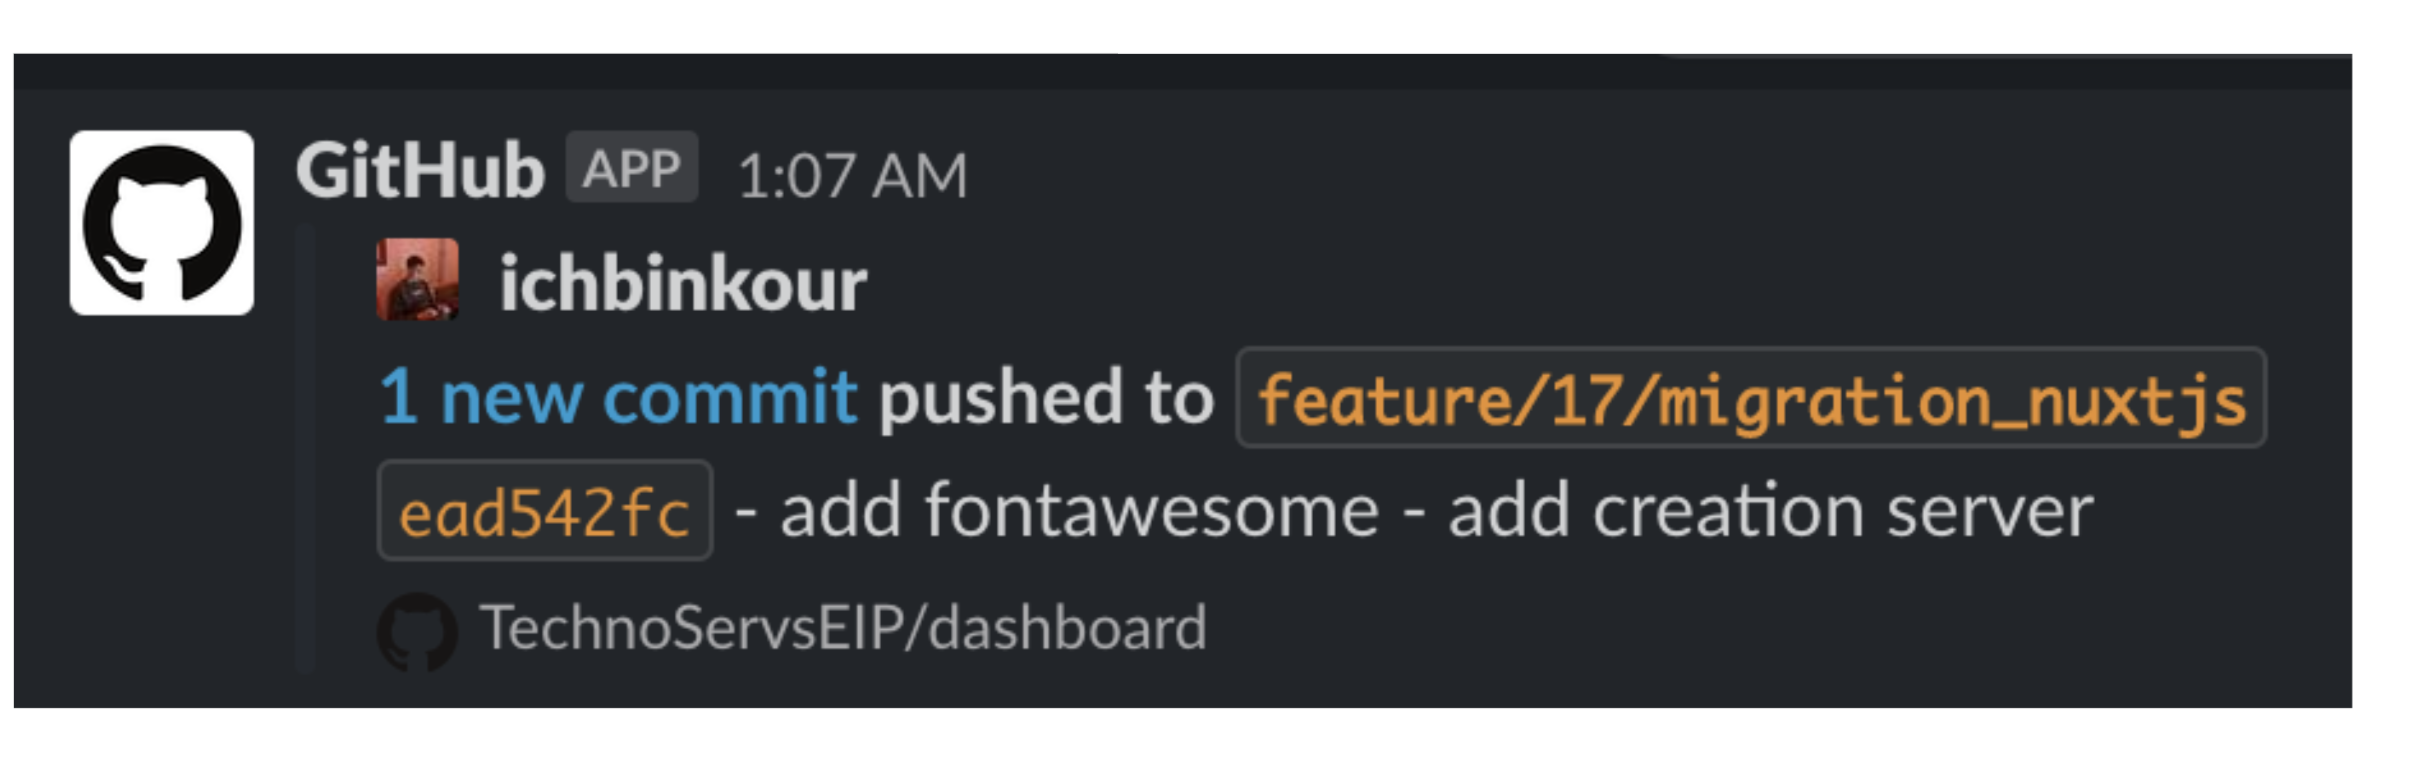 GitHub APP 1:07 AM
ichbinkour
1 new commit pushed to feature/17/migration_nuxtjs
ead542fc - add fontawesome - add creation server
TechnoServsEIP/dashboard